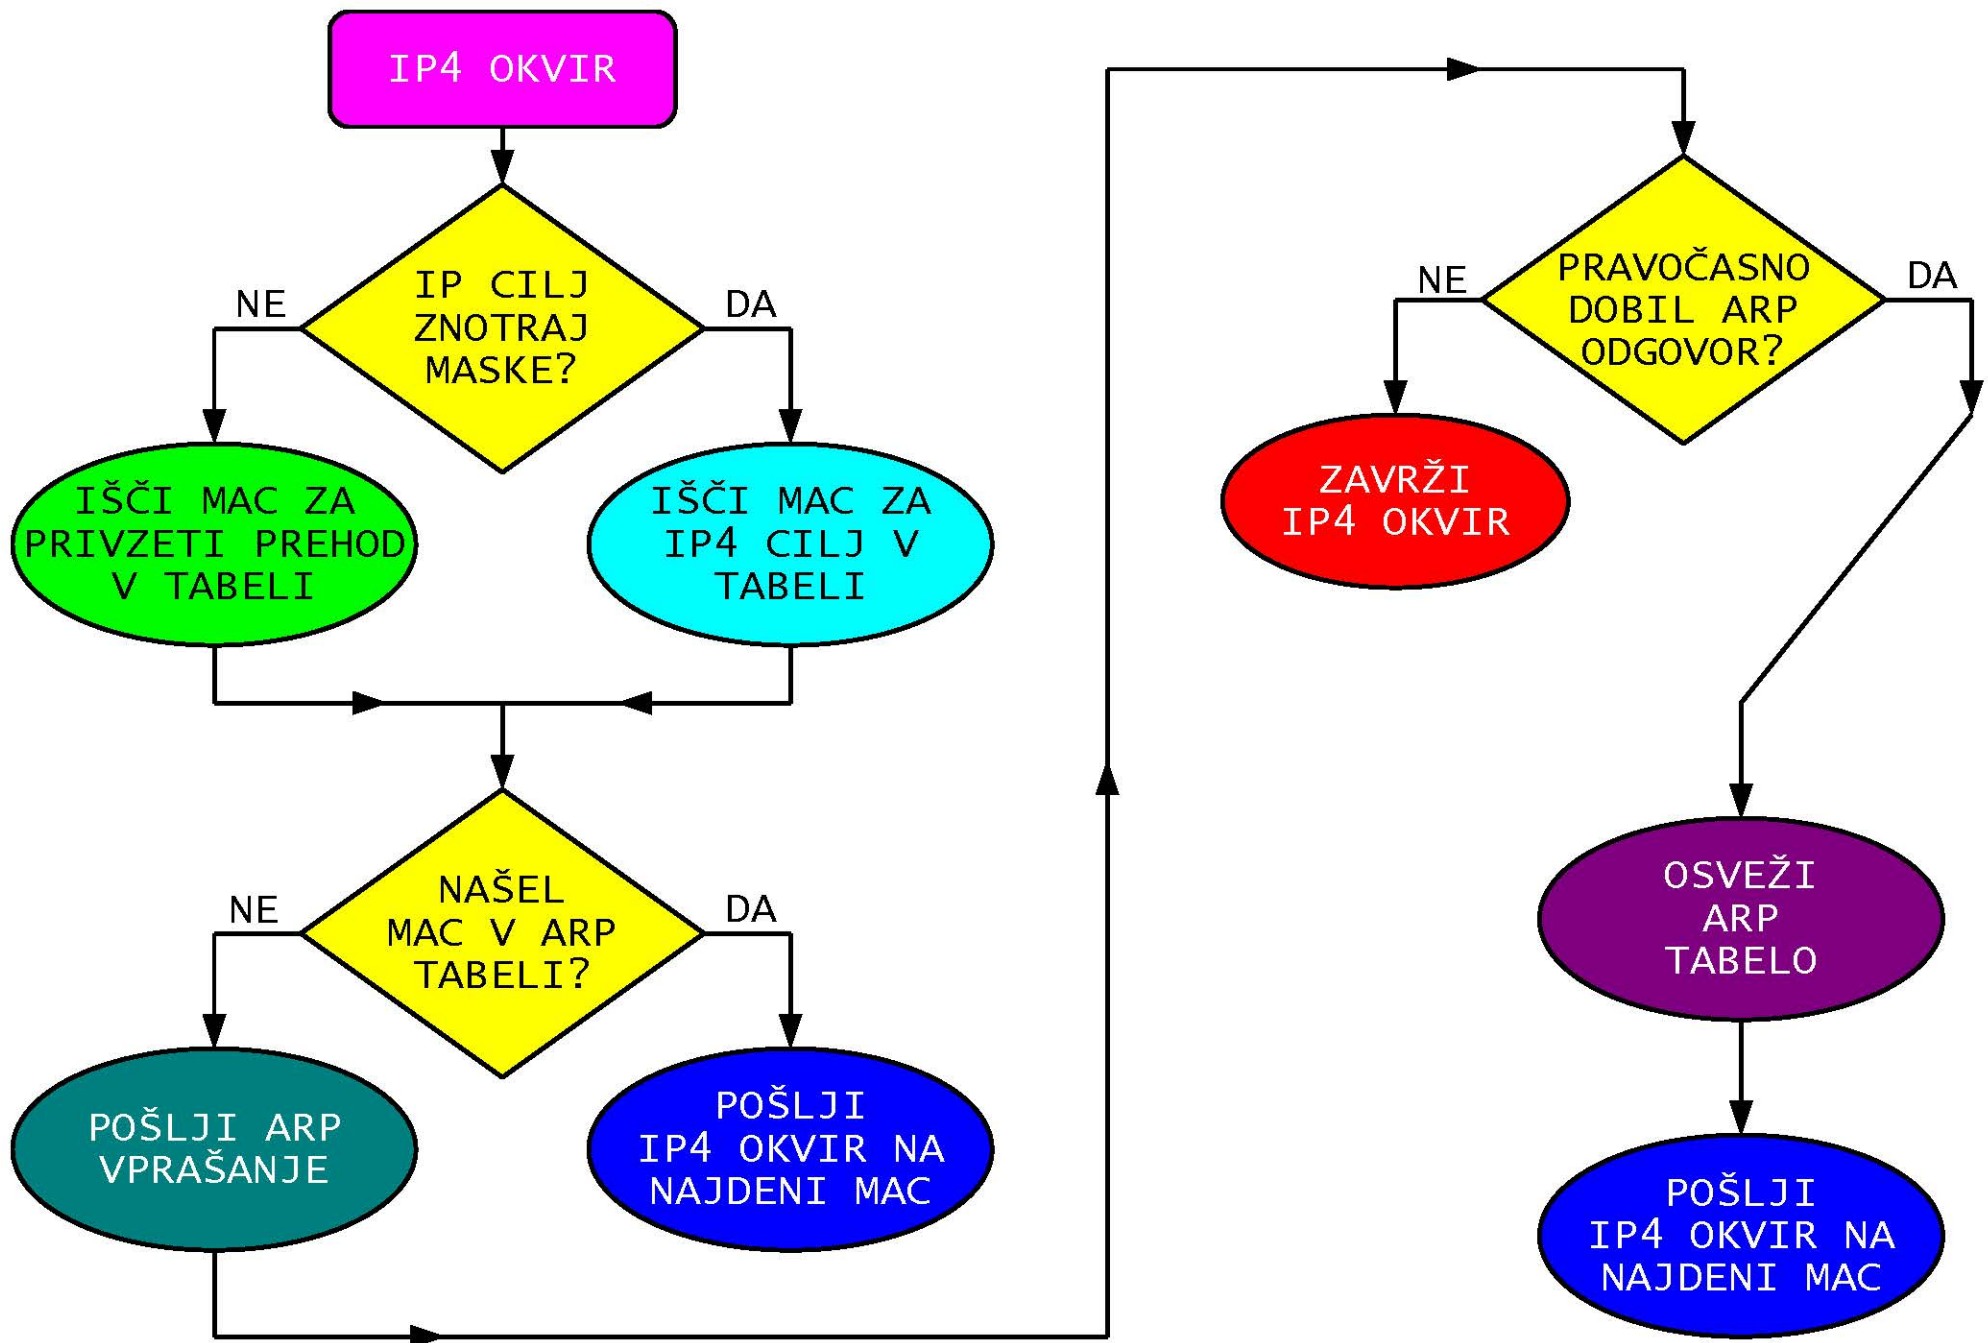 IP4 OKVIR
NE
IP CILJ
ZNOTRAJ
MASKE?
DA
IŠČI MAC ZA
PRIVZETI PREHOD
V TABELI
IŠČI MAC ZA
IP4 CILJ V
TABELI
NE
NAŠEL
MAC V ARP
TABELI?
DA
POŠLJI ARP
VPRAŠANJE
POŠLJI
IP4 OKVIR NA
NAJDENI MAC
NE
PRAVOČASNO
DOBIL ARP
ODGOVOR?
DA
ZAVRŽI
IP4 OKVIR
OSVEŽI
ARP
TABELO
POŠLJI
IP4 OKVIR NA
NAJDENI MAC